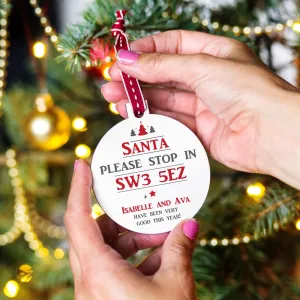 SANTA
PLEASE STOP IN
SW3 5EZ
ISABELLE AND AVA
HAVE BEEN VERY
GOOD THIS YEAR!